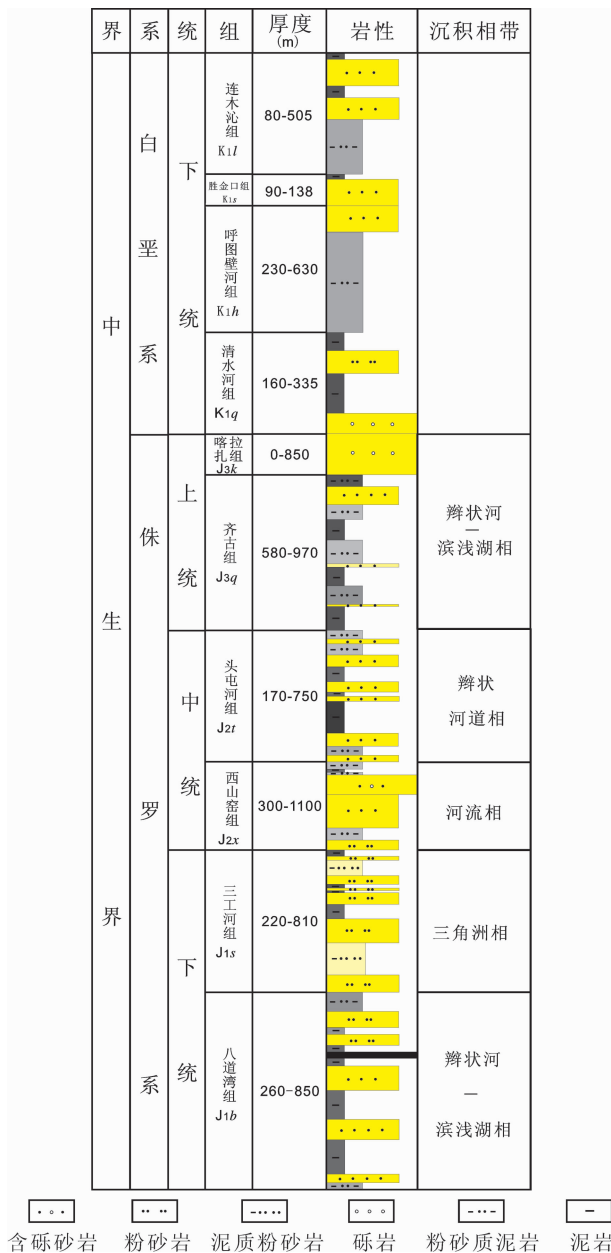 界 系 统 组 厚度(m) 岩性 沉积相带
中生界
白垩系
下统
连木沁组 K1l 80-505
胜金口组 K1s 90-138
呼图壁河组 K1h 230-630
清水河组 K1q 160-335
侏罗系
上统
喀拉扎组 J3k 0-850
齐古组 J3q 580-970
辫状河—滨浅湖相
中统
头屯河组 J2t 170-750
辫状河道相
西山窑组 J2x 300-1100
河流相
下统
三工河组 J1s 220-810
三角洲相
八道湾组 J1b 260-850
辫状河—滨浅湖相
含砾砂岩 粉砂岩 泥质粉砂岩 砾岩 粉砂质泥岩 泥岩